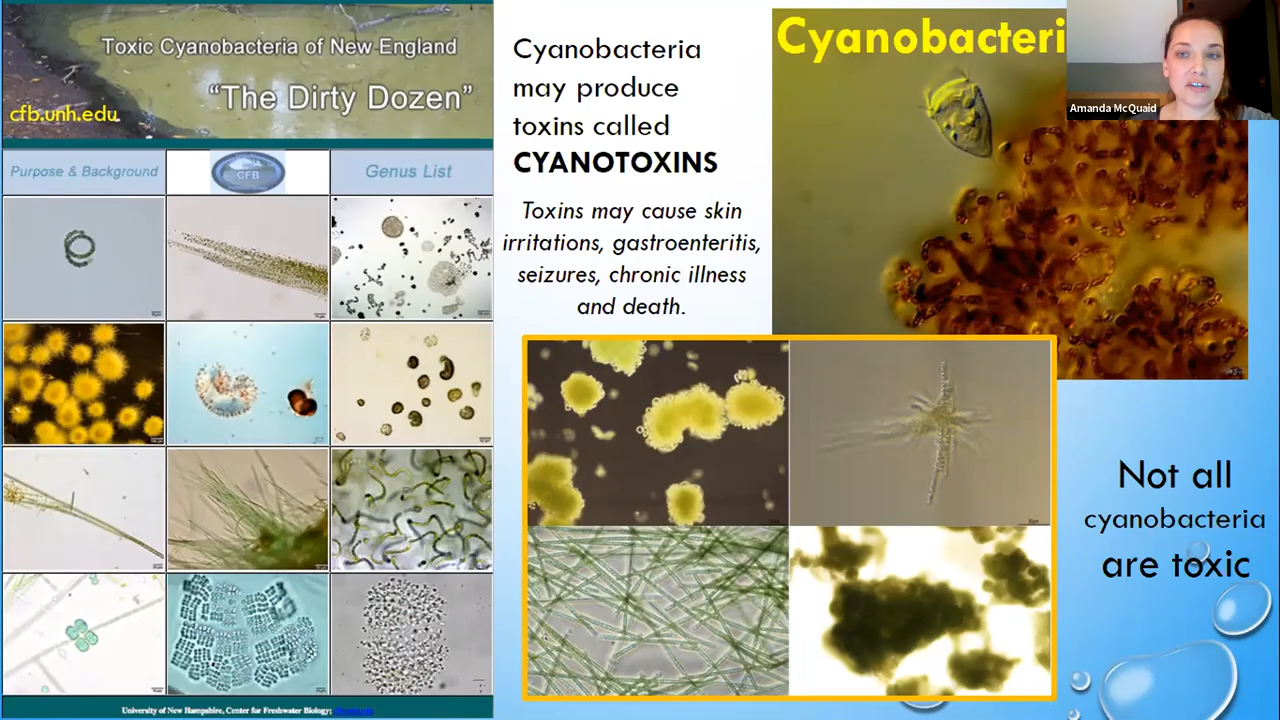 Toxic Cyanobacteria of New England
“The Dirty Dozen”
cfb.unh.edu
Purpose & Background
CFB
Genus List
University of New Hampshire, Center for Freshwater Biology;
Cyanobacteria
may produce
toxins called
CYANOTOXINS
Toxins may cause skin
irritations, gastroenteritis,
seizures, chronic illness
and death.
Cyanobacteri
Amanda McQuaid
Not all
cyanobacteria
are toxic